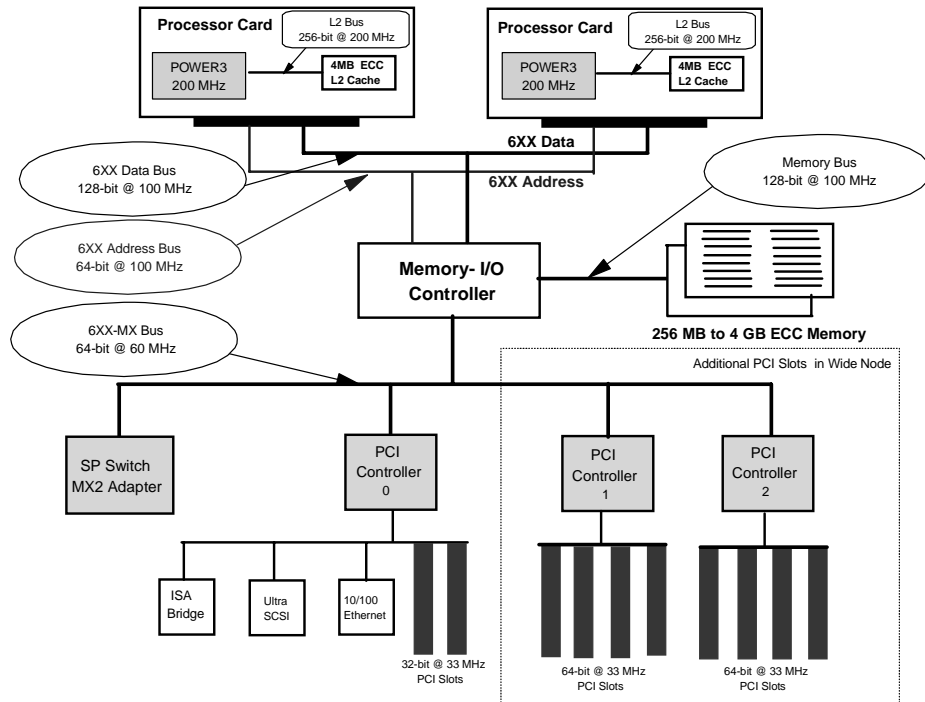 Processor Card
L2 Bus
256-bit @ 200 MHz
POWER3
200 MHz
4MB ECC
L2 Cache
Processor Card
L2 Bus
256-bit @ 200 MHz
POWER3
200 MHz
4MB ECC
L2 Cache
6XX Data
6XX Address
6XX Data Bus
128-bit @ 100 MHz
Memory Bus
128-bit @ 100 MHz
6XX Address Bus
64-bit @ 100 MHz
Memory- I/O
Controller
256 MB to 4 GB ECC Memory
6XX-MX Bus
64-bit @ 60 MHz
Additional PCI Slots in Wide Node
SP Switch
MX2 Adapter
PCI
Controller
0
PCI
Controller
1
PCI
Controller
2
ISA
Bridge
Ultra
SCSI
10/100
Ethernet
32-bit @ 33 MHz
PCI Slots
64-bit @ 33 MHz
PCI Slots
64-bit @ 33 MHz
PCI Slots